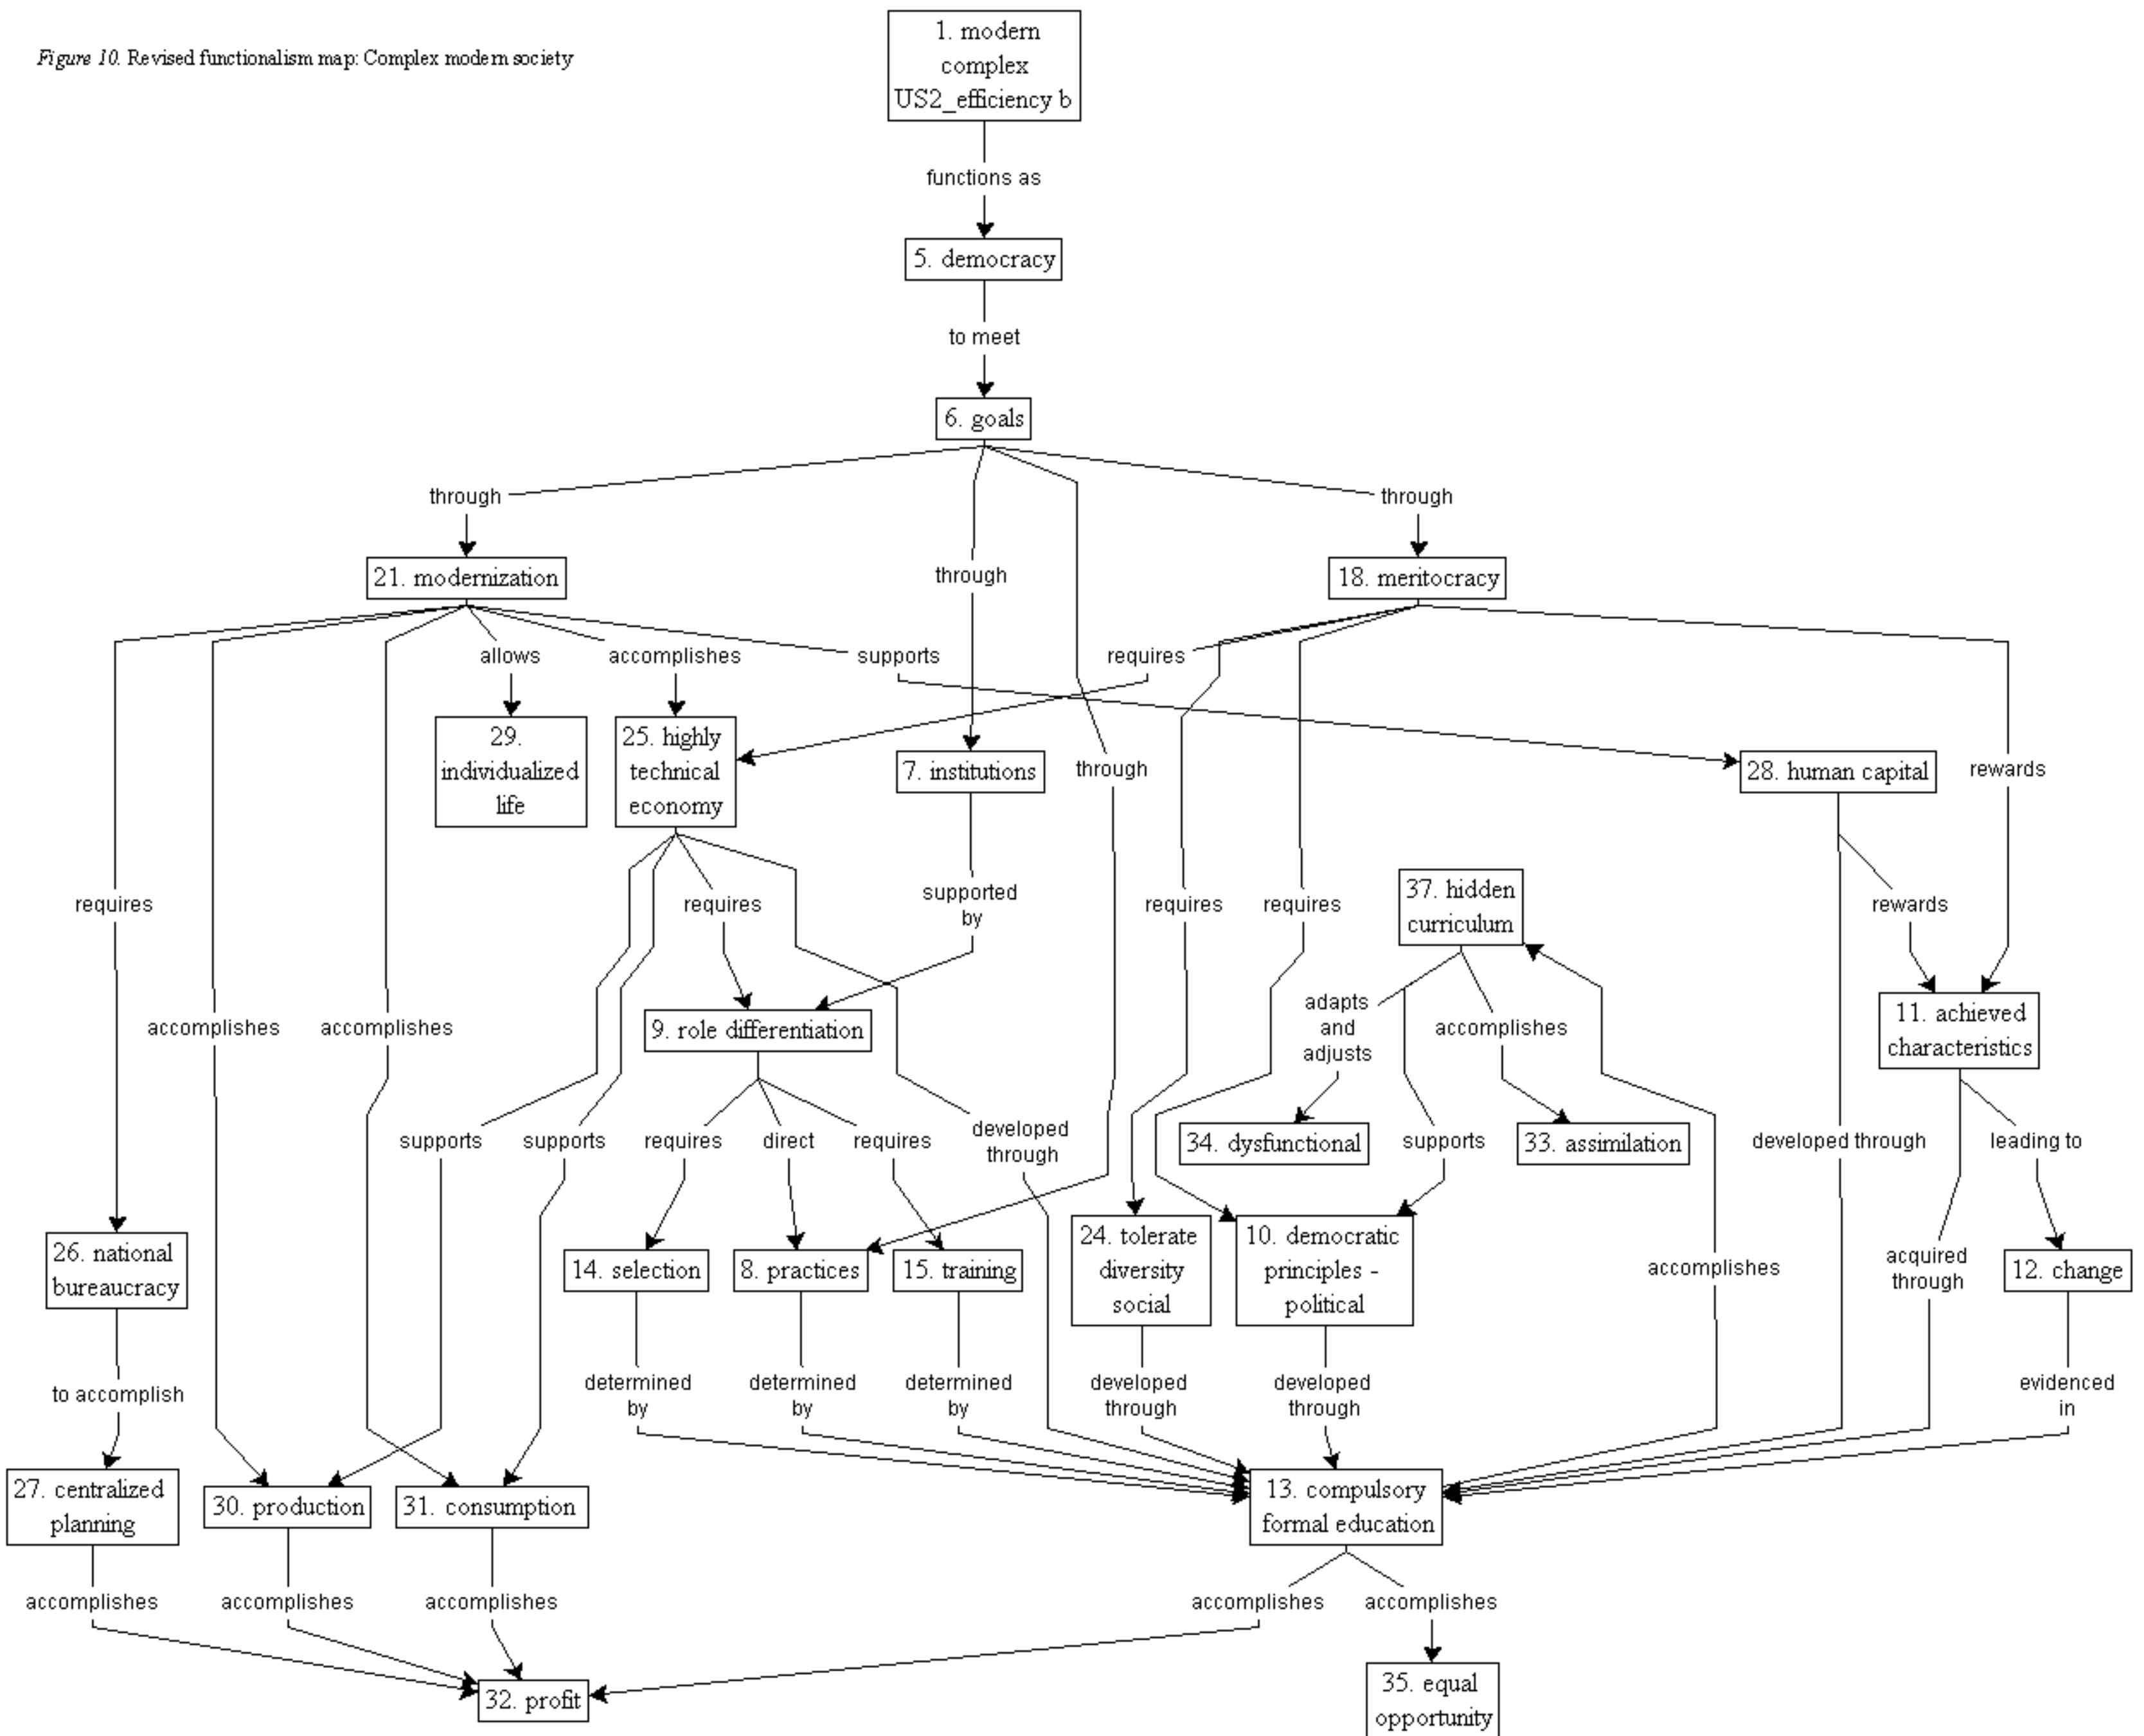 Figure 10. Revised functionalism map: Complex modern society
1. modern
complex
US2_efficiency b
functions as
5. democracy
to meet
6. goals
through
through
through
through
21. modernization
18. meritocracy
allows
accomplishes
supports
requires
29.
individualized
life
25. highly
technical
economy
7. institutions
28. human capital
rewards
requires
requires
supported
by
requires
requires
37. hidden
curriculum
rewards
accomplishes
accomplishes
9. role differentiation
adapts
and
adjusts
accomplishes
11. achieved
characteristics
supports
supports
requires
direct
requires
developed
through
34. dysfunctional
supports
33. assimilation
developed through
leading to
26. national
bureaucracy
14. selection
8. practices
15. training
24. tolerate
diversity
social
10. democratic
principles -
political
accomplishes
acquired
through
12. change
to accomplish
determined
by
determined
by
determined
by
developed
through
developed
through
evidenced
in
27. centralized
planning
30. production
31. consumption
13. compulsory
formal education
accomplishes
accomplishes
accomplishes
accomplishes
accomplishes
32. profit
35. equal
opportunity